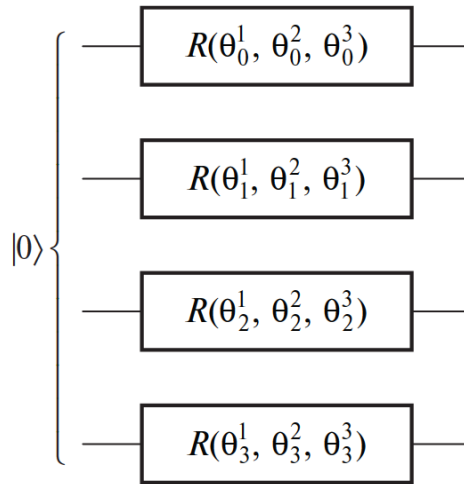 R(θ₀¹, θ₀², θ₀³)
R(θ₁¹, θ₁², θ₁³)
|0⟩
R(θ₂¹, θ₂², θ₂³)
R(θ₃¹, θ₃², θ₃³)